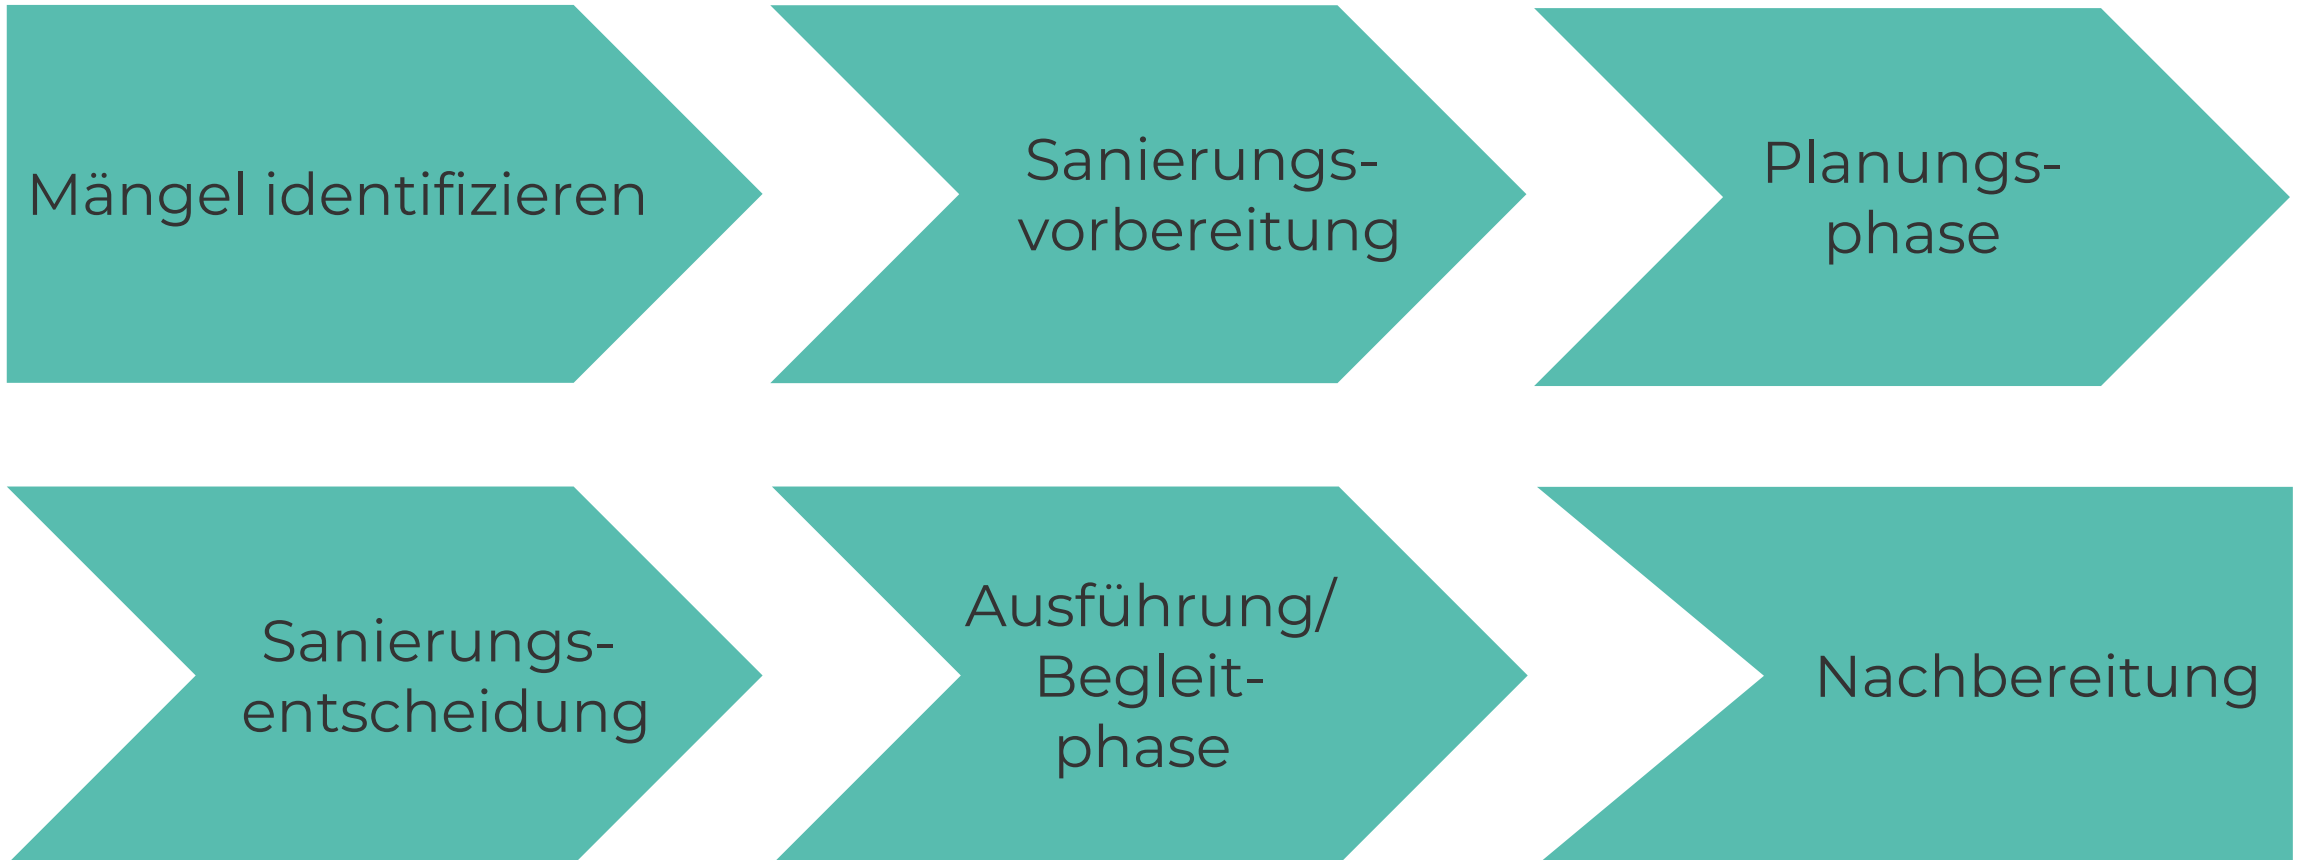 Mängel identifizieren
Sanierungs-
vorbereitung
Planungs-
phase
Sanierungs-
entscheidung
Ausführung/
Begleit-
phase
Nachbereitung